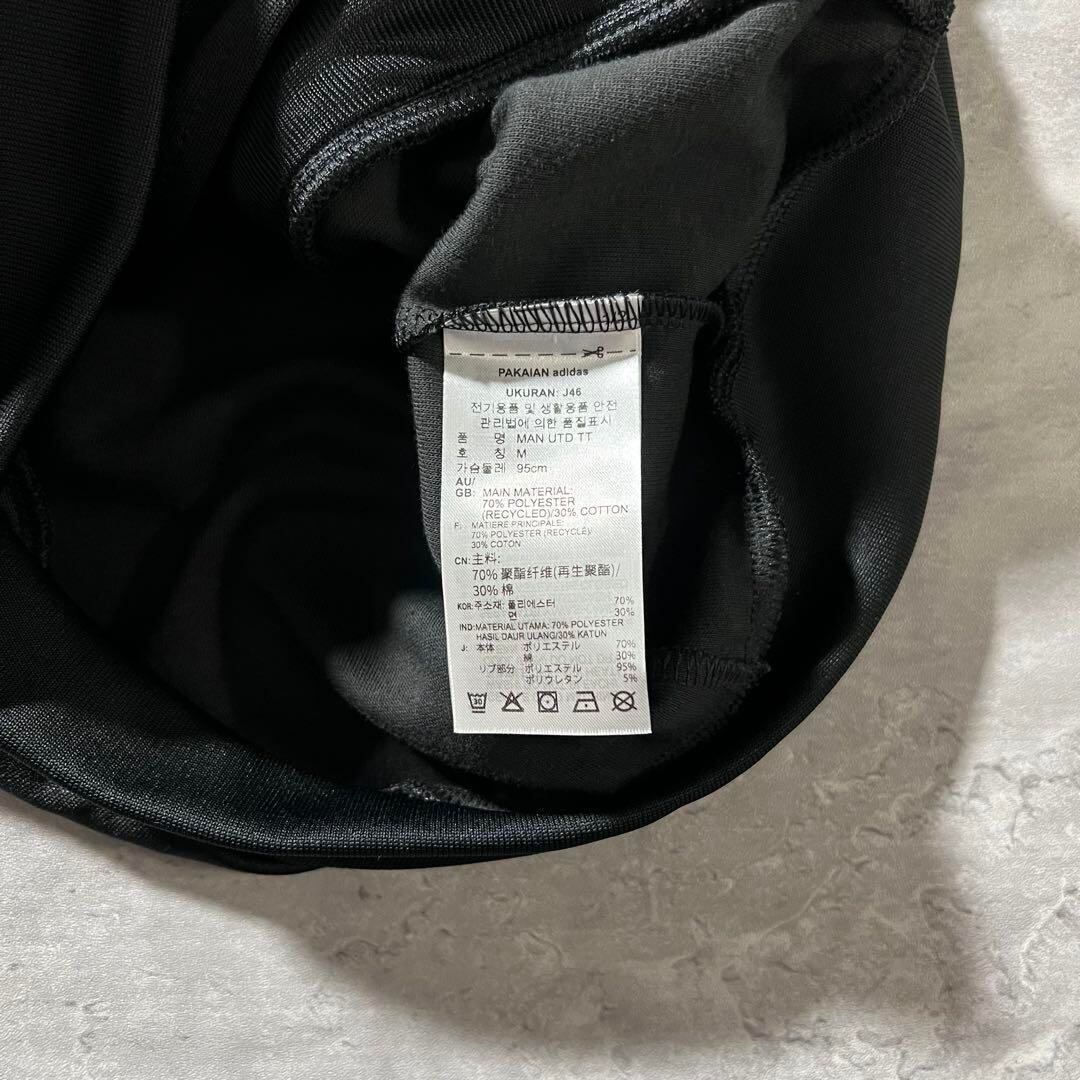 PAKAIAN adidas
UKURAN: J46
전기용품 및 생활용품 안전
관리법에 의한 품질표시
품 명 MAN UTD TT
호 칭 M
가슴둘레 95cm
AU/
GB: MAIN MATERIAL:
70% POLYESTER
(RECYCLED)/30% COTTON
F: MATIERE PRINCIPALE:
70% POLYESTER (RECYCLÉ)/
30% COTON
CN: 主料:
70% 聚酯纤维(再生聚酯)/
30% 棉
KOR: 주소재: 폴리에스터 70%
면 30%
IND: MATERIAL UTAMA: 70% POLYESTER
HASIL DAUR ULANG/30% KATUN
J: 本体 ポリエステル 70%
綿 30%
リブ部分 ポリエステル 95%
ポリウレタン 5%
30